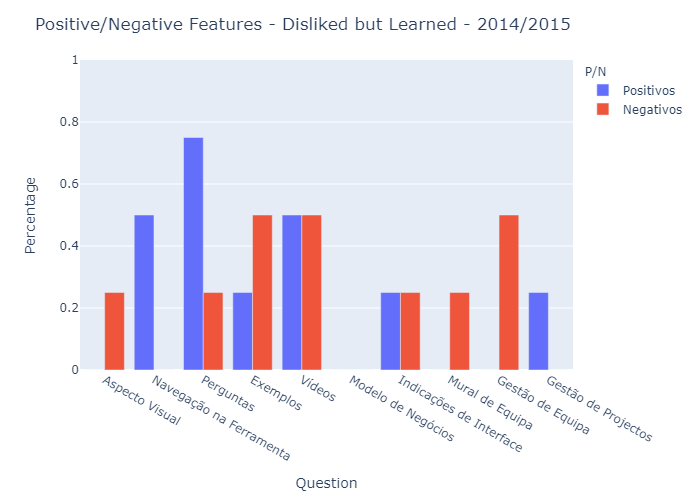 Positive/Negative Features - Disliked but Learned - 2014/2015
P/N
Positivos
Negativos
Percentage
1
0.8
0.6
0.4
0.2
0
Aspecto Visual
Navegação na Ferramenta
Perguntas
Exemplos
Vídeos
Modelo de Negócios
Indicações de Interface
Mural de Equipa
Gestão de Equipa
Gestão de Projectos
Question